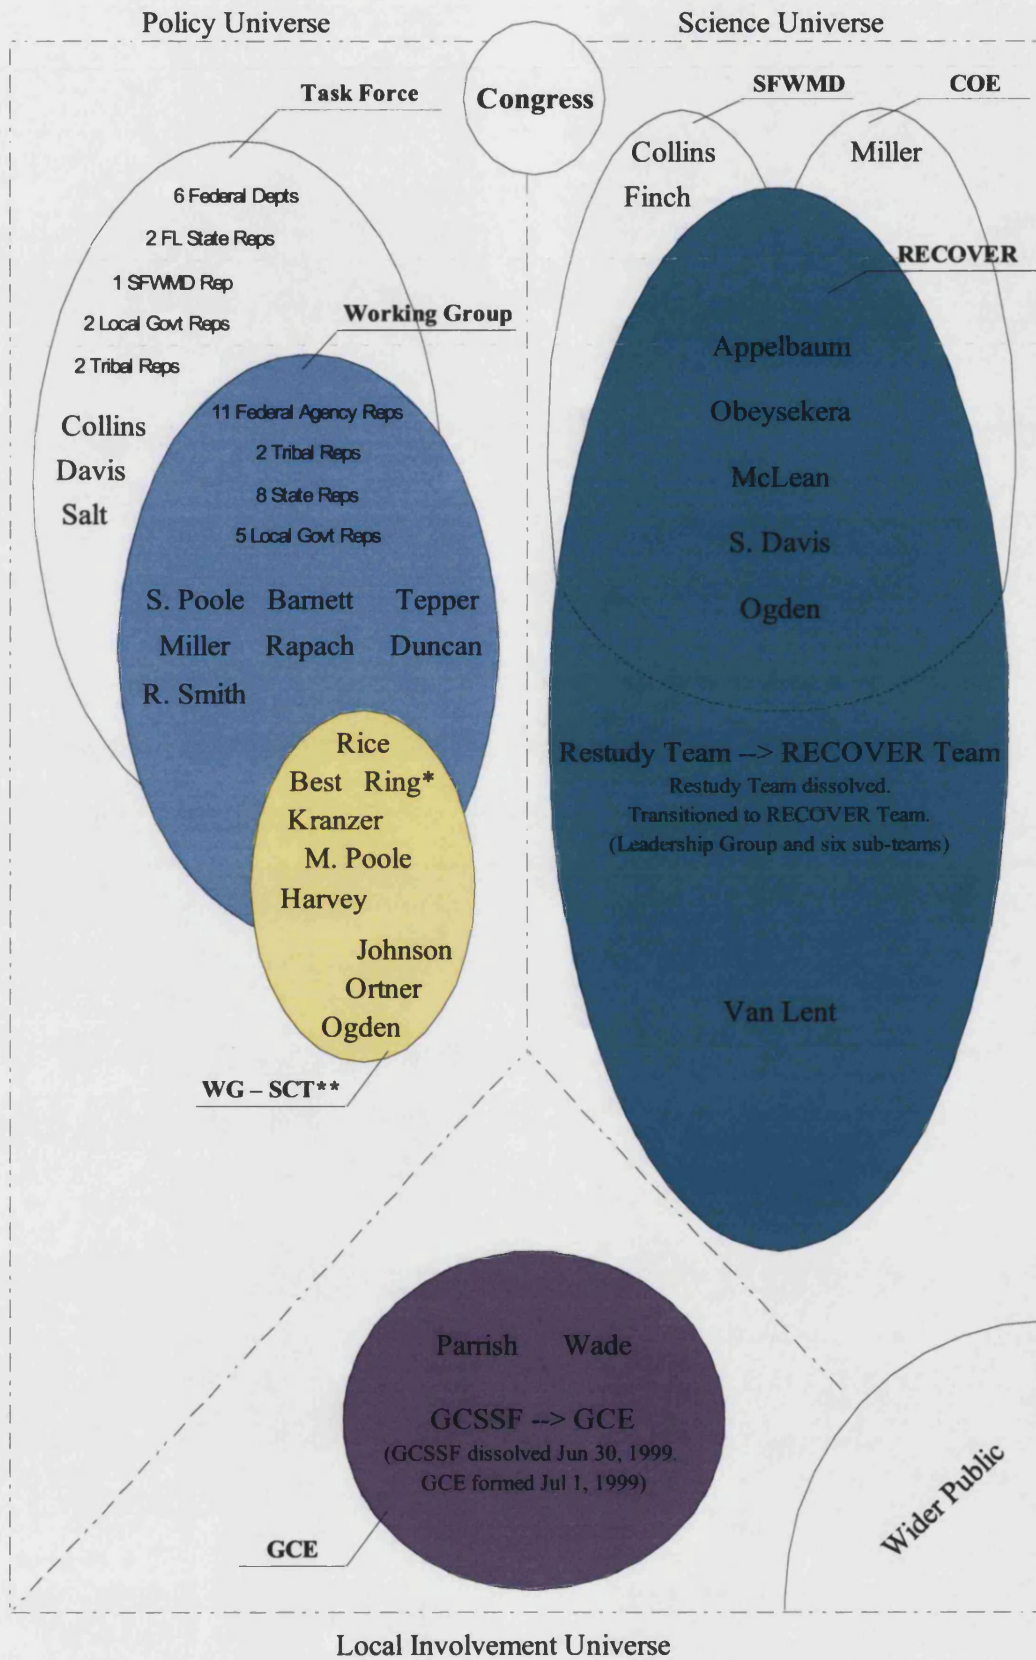 Policy Universe
Science Universe
Task Force
Congress
SFWMD
COE
Collins
Finch
Miller
6 Federal Depts
2 FL State Reps
1 SFWMD Rep
2 Local Govt Reps
2 Tribal Reps
Collins
Davis
Salt
Working Group
11 Federal Agency Reps
2 Tribal Reps
8 State Reps
5 Local Govt Reps
S. Poole Barnett Tepper
Miller Rapach Duncan
R. Smith
Rice
Best Ring*
Kranzer
M. Poole
Harvey
Johnson
Ortner
Ogden
WG – SCT**
RECOVER
Appelbaum
Obeysekera
McLean
S. Davis
Ogden
Restudy Team --> RECOVER Team
Restudy Team dissolved.
Transitioned to RECOVER Team.
(Leadership Group and six sub-teams)
Van Lent
Parrish Wade
GCSSF --> GCE
(GCSSF dissolved Jun 30, 1999.
GCE formed Jul 1, 1999)
GCE
Wider Public
Local Involvement Universe